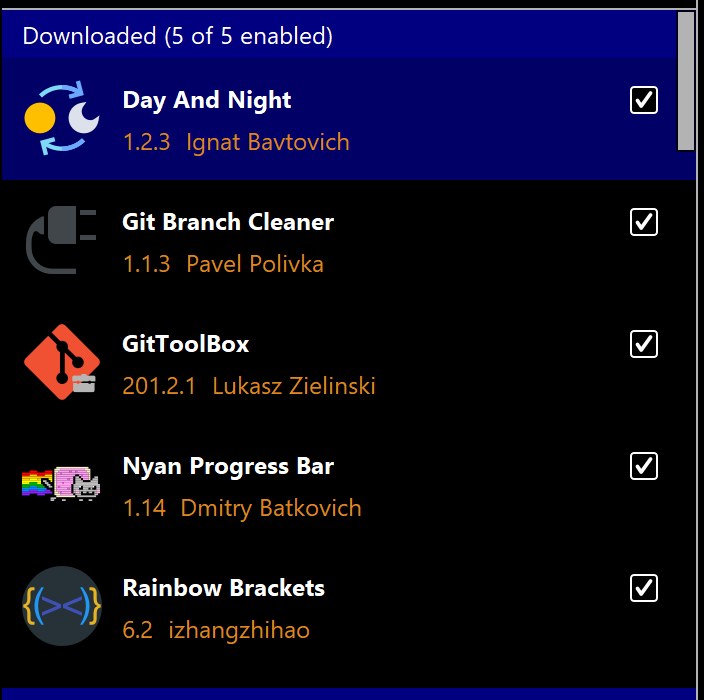 Downloaded (5 of 5 enabled)
Day And Night
1.2.3 Ignat Bavtovich
Git Branch Cleaner
1.1.3 Pavel Polivka
GitToolBox
201.2.1 Lukasz Zielinski
Nyan Progress Bar
1.14 Dmitry Batkovich
{(><)}
Rainbow Brackets
6.2 izhangzhihao